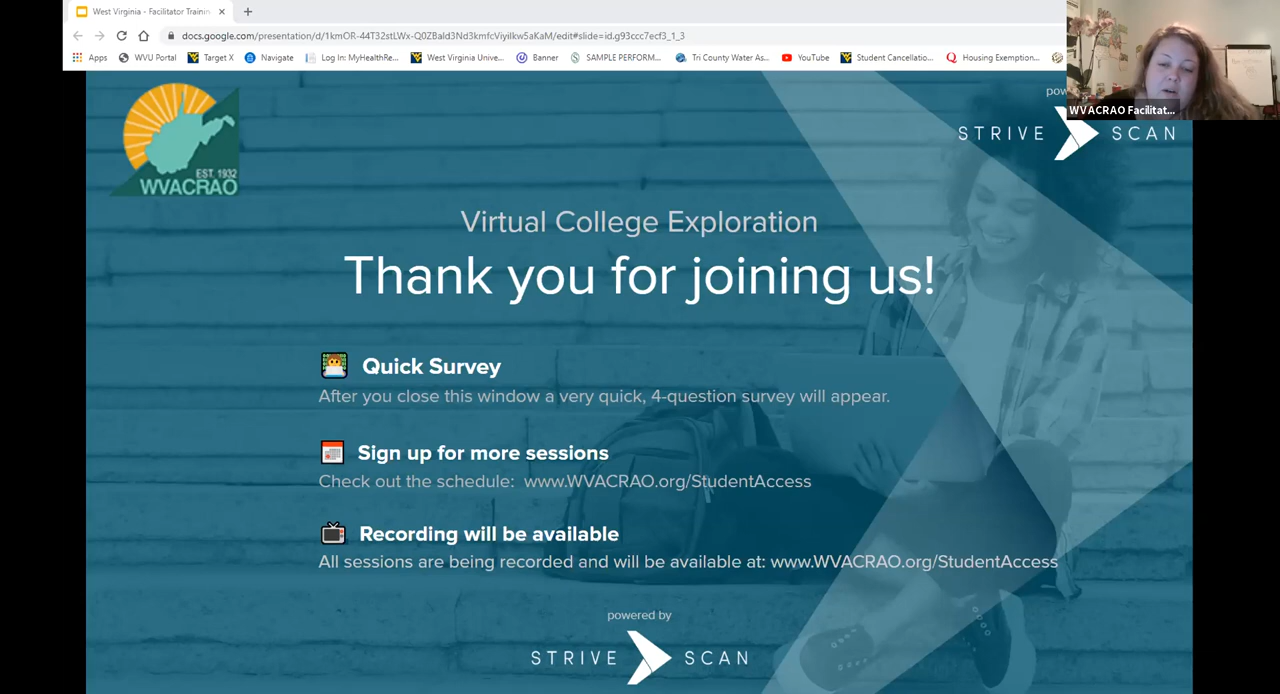 West Virginia - Facilitator Trainin
docs.google.com/presentation/d/1kmOR-44T32stLWx-Q0ZBald3Nd3kmfcViyiIkw5aKaM/edit#slide=id.g93ccc7ecf3_1_3
Apps WVU Portal Target X Navigate Log In: MyHealthRe... West Virginia Unive... Banner SAMPLE PERFORM... Tri County Water As... YouTube Student Cancellatio... Housing Exemption...
WVACRAO Facilitat...
pow
STRIVE SCAN
EST. 1932
WVACRAO
Virtual College Exploration
Thank you for joining us!
Quick Survey
After you close this window a very quick, 4-question survey will appear.
Sign up for more sessions
Check out the schedule: www.WVACRAO.org/StudentAccess
Recording will be available
All sessions are being recorded and will be available at: www.WVACRAO.org/StudentAccess
powered by
STRIVE SCAN